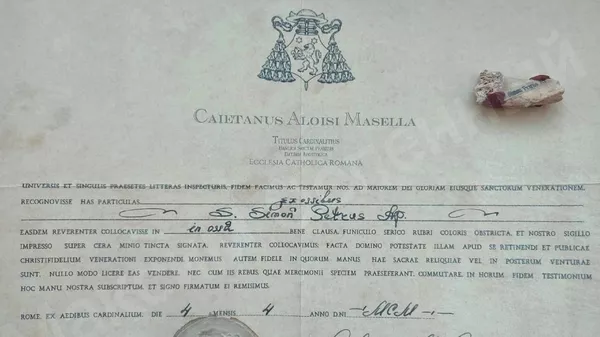 CAIETANUS ALOISI MASELLA
TITULUS CARDINALITIUS
ECCLESIA CATHOLICA ROMANA
UNIVERSIS ET SINGULIS PRAESETES LITTERAS INSPECTURIS, FIDEM FACIMUS AC TESTAMUR NOS, AD MAIOREM DEI GLORIAM EIUSQUE SANCTORUM VENERATIONEM,
RECOGNOVISSE HAS PARTICULAS ex ossibus
S. Simon Petrus Ap.
EASDEM REVERENTER COLLOCAVISSE IN in ossa BENE CLAUSA, FUNICULO SERICO RUBRI COLORIS OBSTRICTA, ET NOSTRO SIGILLO
IMPRESSO SUPER CERA MINIO TINCTA SIGNATA, REVERENTER COLLOCAVIMUS, FACTA DOMINO POTESTATE ILLAM APUD SE RETINENDI ET PUBLICAE
CHRISTIFIDELIUM VENERATIONI EXPONENDI MONEMUS AUTEM FIDELE IN QUORUM MANUS HAE SACRAE RELIQUIAE VEL IN POSTERUM VENTURAE
SUNT, NULLO MODO LICERE EAS VENDERE, NEC CUM IIS REBUS, QUAE MERCIMONII SPECIEM PRAESEFERANT, COMMUTARE, IN HORUM FIDEM TESTIMONIUM
HOC MANU NOSTRA SUBSCRIPTUM, ET SIGNO FIRMATUM EI REMISIMUS.
ROME, EX AEDIBUS CARDINALIUM, DIE 4 MENSIS 4 ANNO D.NI MCM